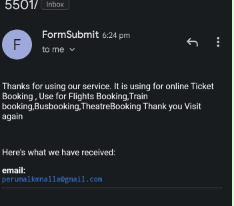 5501/ Inbox
F
FormSubmit 6:24 pm
to me
Thanks for using our service. It is using for online Ticket
Booking , Use for Flights Booking,Train
booking,Busbooking,TheatreBooking Thank you Visit
again
Here's what we have received:
email:
perumalkmnalla@gmail.com